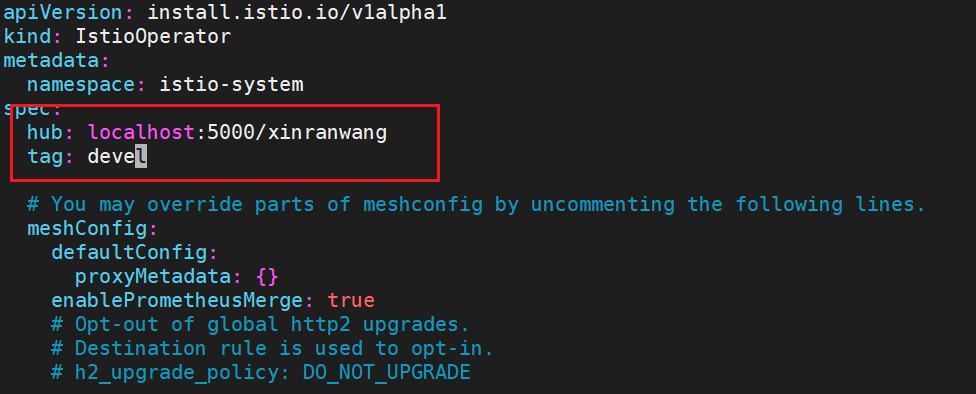 apiVersion: install.istio.io/v1alpha1
kind: IstioOperator
metadata:
  namespace: istio-system
spec:
  hub: localhost:5000/xinranwang
  tag: devel
  # You may override parts of meshconfig by uncommenting the following lines.
  meshConfig:
    defaultConfig:
      proxyMetadata: {}
    enablePrometheusMerge: true
    # Opt-out of global http2 upgrades.
    # Destination rule is used to opt-in.
    # h2_upgrade_policy: DO_NOT_UPGRADE